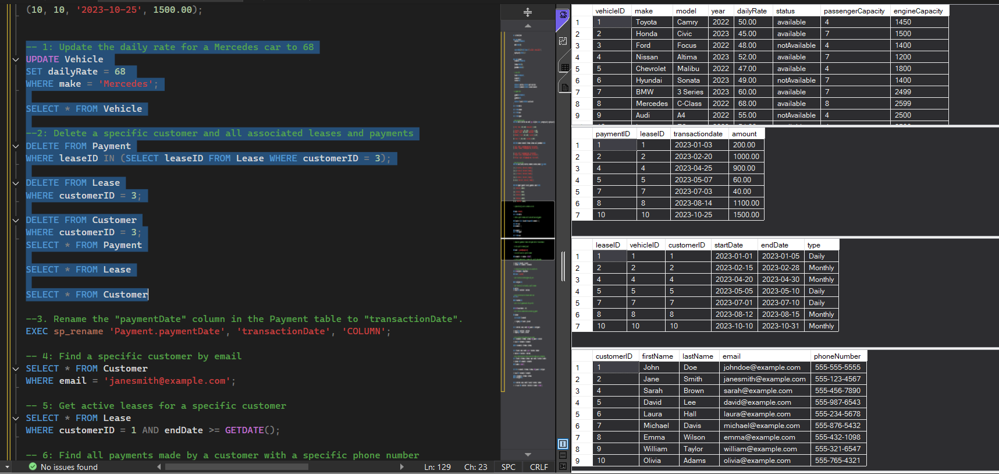 (10, 10, '2023-10-25', 1500.00);
-- 1: Update the daily rate for a Mercedes car to 68
UPDATE Vehicle
SET dailyRate = 68
WHERE make = 'Mercedes';
SELECT * FROM Vehicle
--2: Delete a specific customer and all associated leases and payments
DELETE FROM Payment
WHERE leaseID IN (SELECT leaseID FROM Lease WHERE customerID = 3);
DELETE FROM Lease
WHERE customerID = 3;
DELETE FROM Customer
WHERE customerID = 3;
SELECT * FROM Payment
SELECT * FROM Lease
SELECT * FROM Customer
--3. Rename the "paymentDate" column in the Payment table to "transactionDate".
EXEC sp_rename 'Payment.paymentDate', 'transactionDate', 'COLUMN';
-- 4: Find a specific customer by email
SELECT * FROM Customer
WHERE email = 'janesmith@example.com';
-- 5: Get active leases for a specific customer
SELECT * FROM Lease
WHERE customerID = 1 AND endDate >= GETDATE();
-- 6: Find all payments made by a customer with a specific phone number
No issues found Ln: 129 Ch: 23 SPC CRLF
vehicleID make model year dailyRate status passengerCapacity engineCapacity
1 1 Toyota Camry 2022 50.00 available 4 1450
2 2 Honda Civic 2023 45.00 available 7 1500
3 3 Ford Focus 2022 48.00 notAvailable 4 1400
4 4 Nissan Altima 2023 52.00 available 7 1200
5 5 Chevrolet Malibu 2022 47.00 available 4 1800
6 6 Hyundai Sonata 2023 49.00 notAvailable 7 1400
7 7 BMW 3 Series 2023 60.00 available 7 2499
8 8 Mercedes C-Class 2022 68.00 available 8 2599
9 9 Audi A4 2022 55.00 notAvailable 4 2500
paymentID leaseID transactiondate amount
1 1 1 2023-01-03 200.00
2 2 2 2023-02-20 1000.00
3 4 4 2023-04-25 900.00
4 5 5 2023-05-07 60.00
5 7 7 2023-07-03 40.00
6 8 8 2023-08-14 1100.00
7 10 10 2023-10-25 1500.00
leaseID vehicleID customerID startDate endDate type
1 1 1 1 2023-01-01 2023-01-05 Daily
2 2 2 2 2023-02-15 2023-02-28 Monthly
3 4 4 4 2023-04-20 2023-04-30 Monthly
4 5 5 5 2023-05-05 2023-05-10 Daily
5 7 7 7 2023-07-01 2023-07-10 Daily
6 8 8 8 2023-08-12 2023-08-15 Monthly
7 10 10 10 2023-10-10 2023-10-31 Monthly
customerID firstName lastName email phoneNumber
1 1 John Doe johndoe@example.com 555-555-5555
2 2 Jane Smith janesmith@example.com 555-123-4567
3 4 Sarah Brown sarah@example.com 555-456-7890
4 5 David Lee david@example.com 555-987-6543
5 6 Laura Hall laura@example.com 555-234-5678
6 7 Michael Davis michael@example.com 555-876-5432
7 8 Emma Wilson emma@example.com 555-432-1098
8 9 William Taylor william@example.com 555-321-6547
9 10 Olivia Adams olivia@example.com 555-765-4321